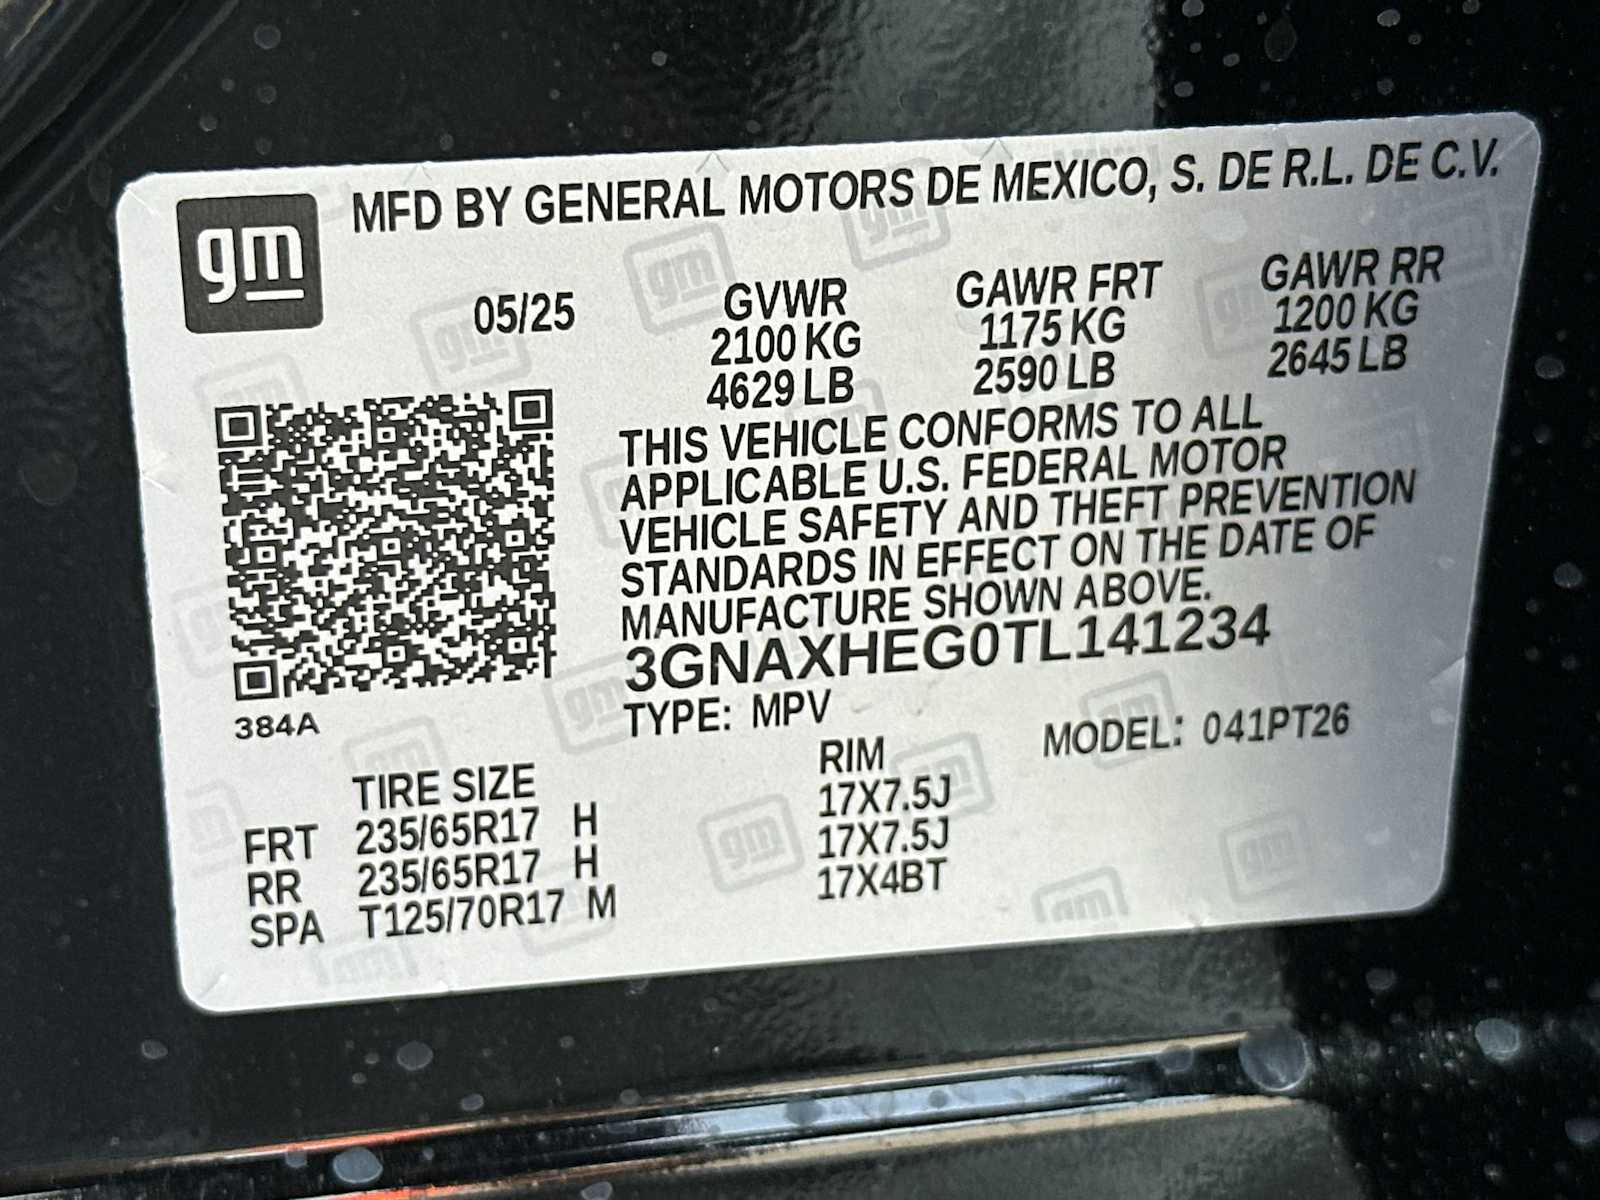 gm
MFD BY GENERAL MOTORS DE MEXICO, S. DE R.L. DE C.V.
05/25 GVWR GAWR FRT GAWR RR
2100 KG 1175 KG 1200 KG
4629 LB 2590 LB 2645 LB
THIS VEHICLE CONFORMS TO ALL
APPLICABLE U.S. FEDERAL MOTOR
VEHICLE SAFETY AND THEFT PREVENTION
STANDARDS IN EFFECT ON THE DATE OF
MANUFACTURE SHOWN ABOVE.
3GNAXHEG0TL141234
384A
TYPE: MPV MODEL: 041PT26
TIRE SIZE RIM
FRT 235/65R17 H 17X7.5J
RR 235/65R17 H 17X7.5J
SPA T125/70R17 M 17X4BT